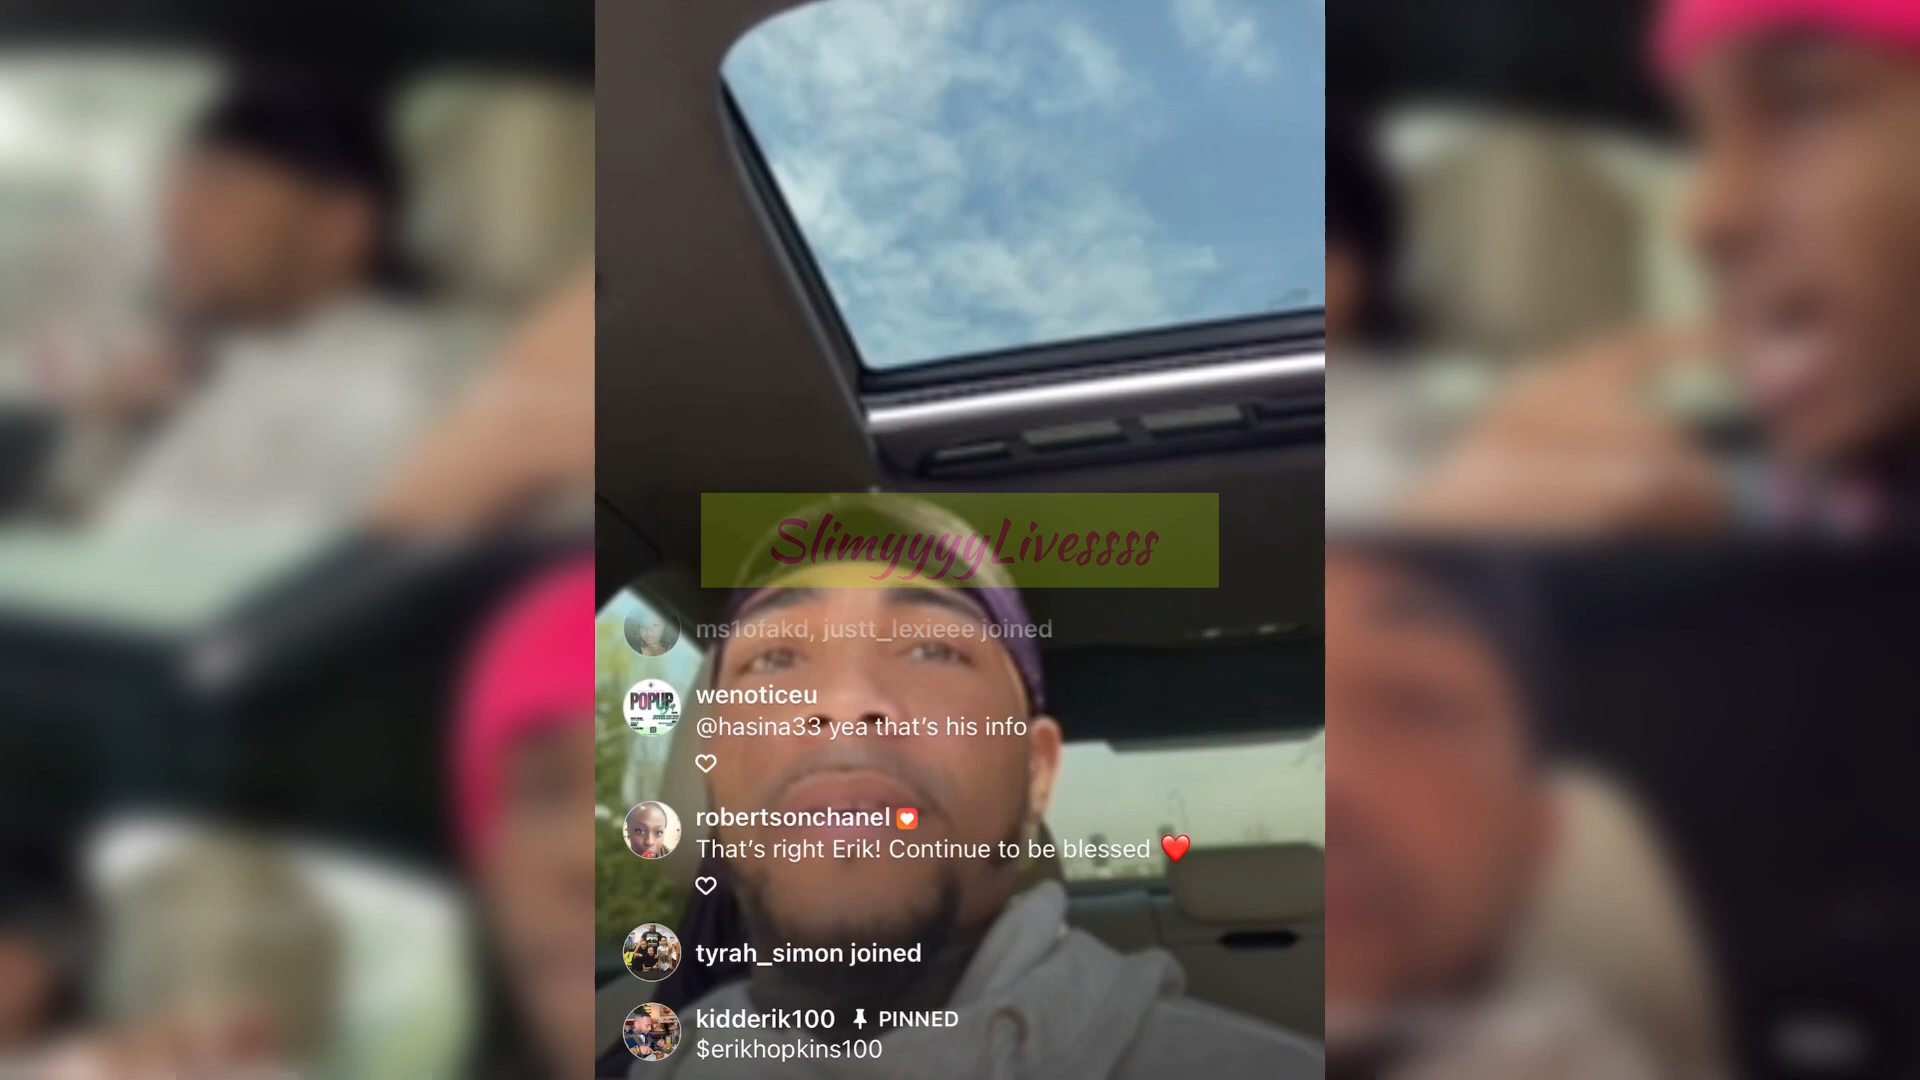 SlimyyyyLivessss
ms1ofakd, justt_lexieee joined
wenoticeu
POPUP
@hasina33 yea that’s his info
robertsonchanel
That’s right Erik! Continue to be blessed ❤️
tyrah_simon joined
kidderik100 PINNED
$erikhopkins100